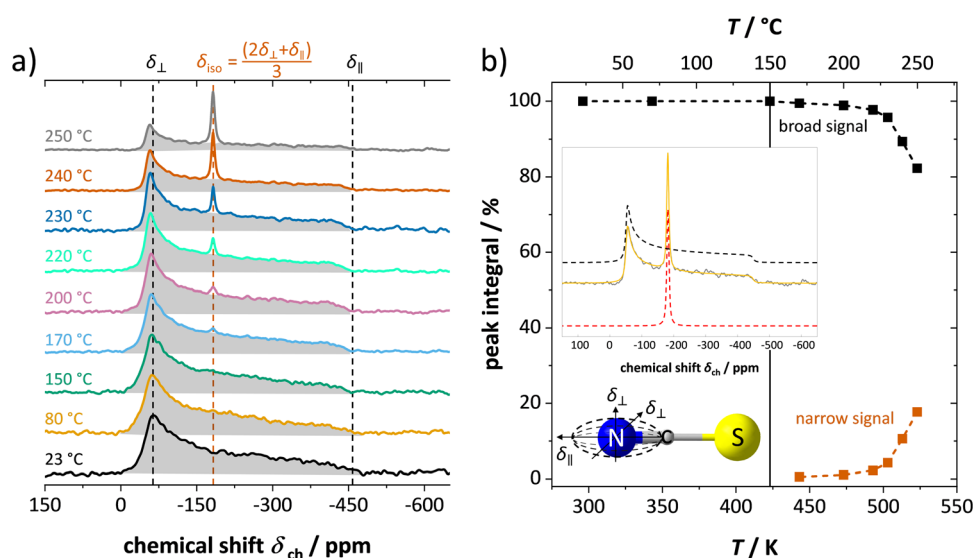 a)
δ⊥
δiso = (2δ⊥+δ∥)/3
δ∥
250 °C
240 °C
230 °C
220 °C
200 °C
170 °C
150 °C
80 °C
23 °C
150 0 -150 -300 -450 -600
chemical shift δch / ppm
b)
T / °C
50 100 150 200 250
100
80
60
40
20
0
peak integral / %
broad signal
100 0 -100 -200 -300 -400 -500 -600
chemical shift δch / ppm
δ⊥
δ⊥
δ∥
N
C
S
narrow signal
300 350 400 450 500 550
T / K